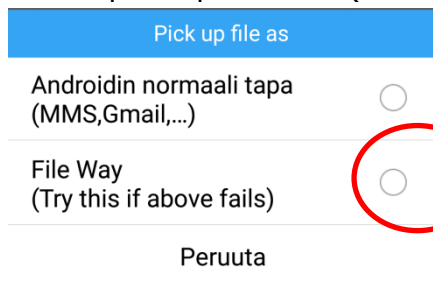 Pick up file as
Androidin normaali tapa
(MMS,Gmail,...)
File Way
(Try this if above fails)
Peruuta